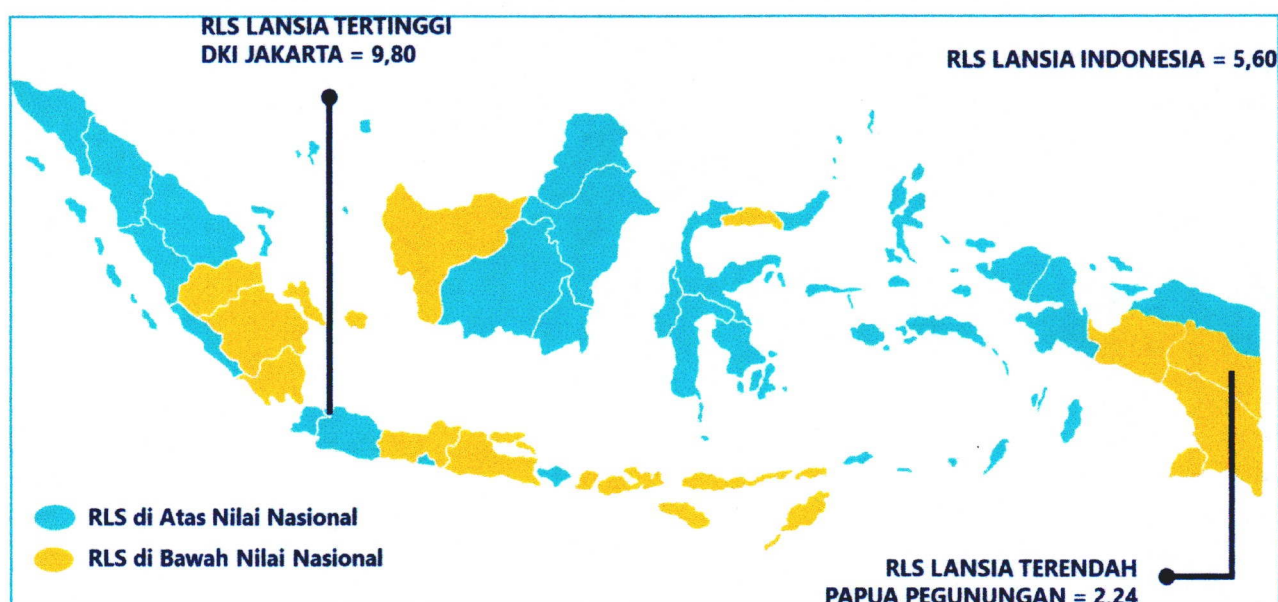 RLS LANSIA TERTINGGI
DKI JAKARTA = 9,80
RLS LANSIA INDONESIA = 5,60
RLS di Atas Nilai Nasional
RLS di Bawah Nilai Nasional
RLS LANSIA TERENDAH
PAPUA PEGUNUNGAN = 2,24